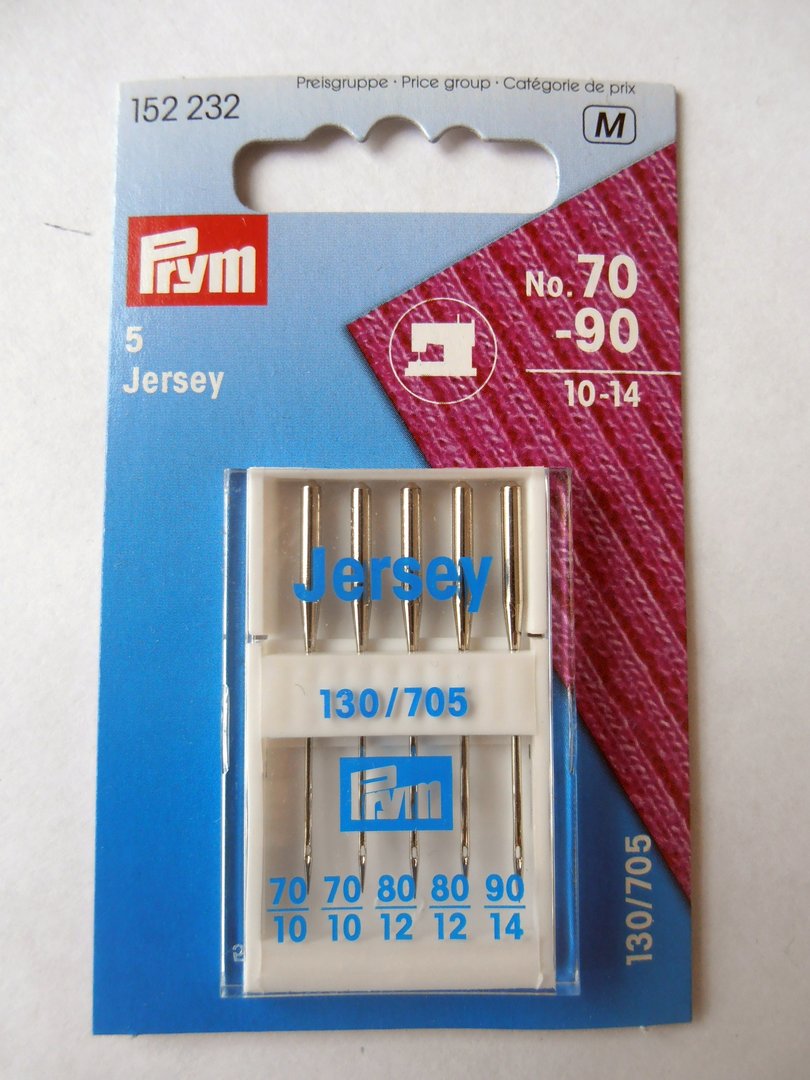 Preisgruppe · Price group · Catégorie de prix
152 232
M
Prym
5
Jersey
No. 70
-90
10-14
Jersey
130/705
Prym
70 70 80 80 90
10 10 12 12 14
130/705